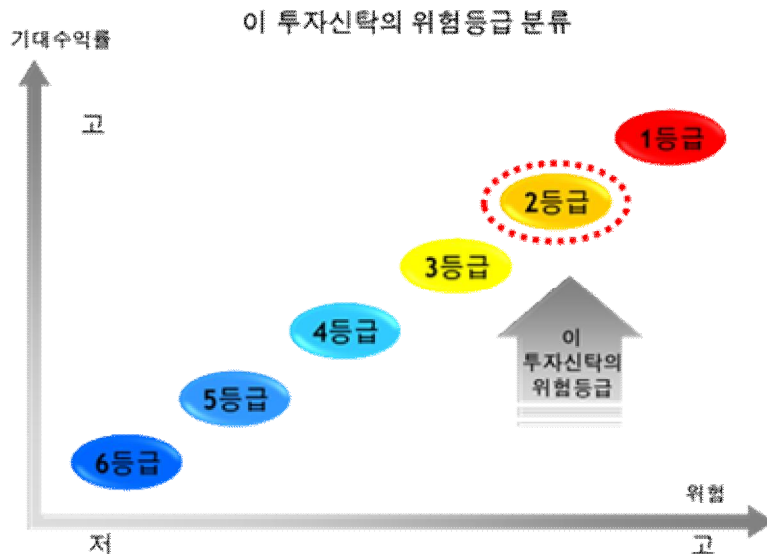 이 투자신탁의 위험등급 분류
기대수익률
고
1등급
2등급
3등급
4등급
이
투자신탁의
위험등급
5등급
6등급
위험
저
고